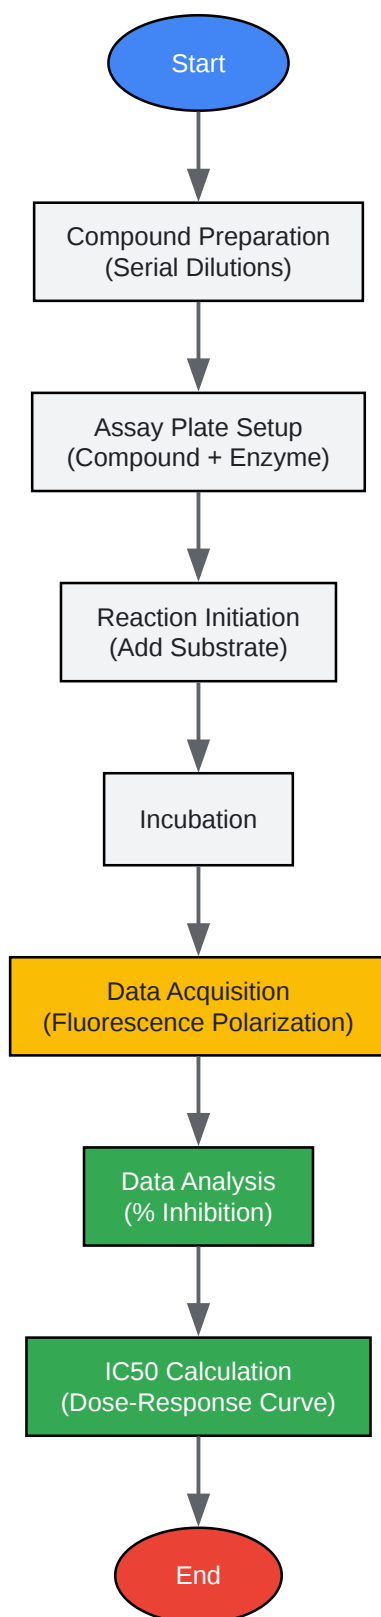 Start
Compound Preparation
(Serial Dilutions)
Assay Plate Setup
(Compound + Enzyme)
Reaction Initiation
(Add Substrate)
Incubation
Data Acquisition
(Fluorescence Polarization)
Data Analysis
(% Inhibition)
IC50 Calculation
(Dose-Response Curve)
End